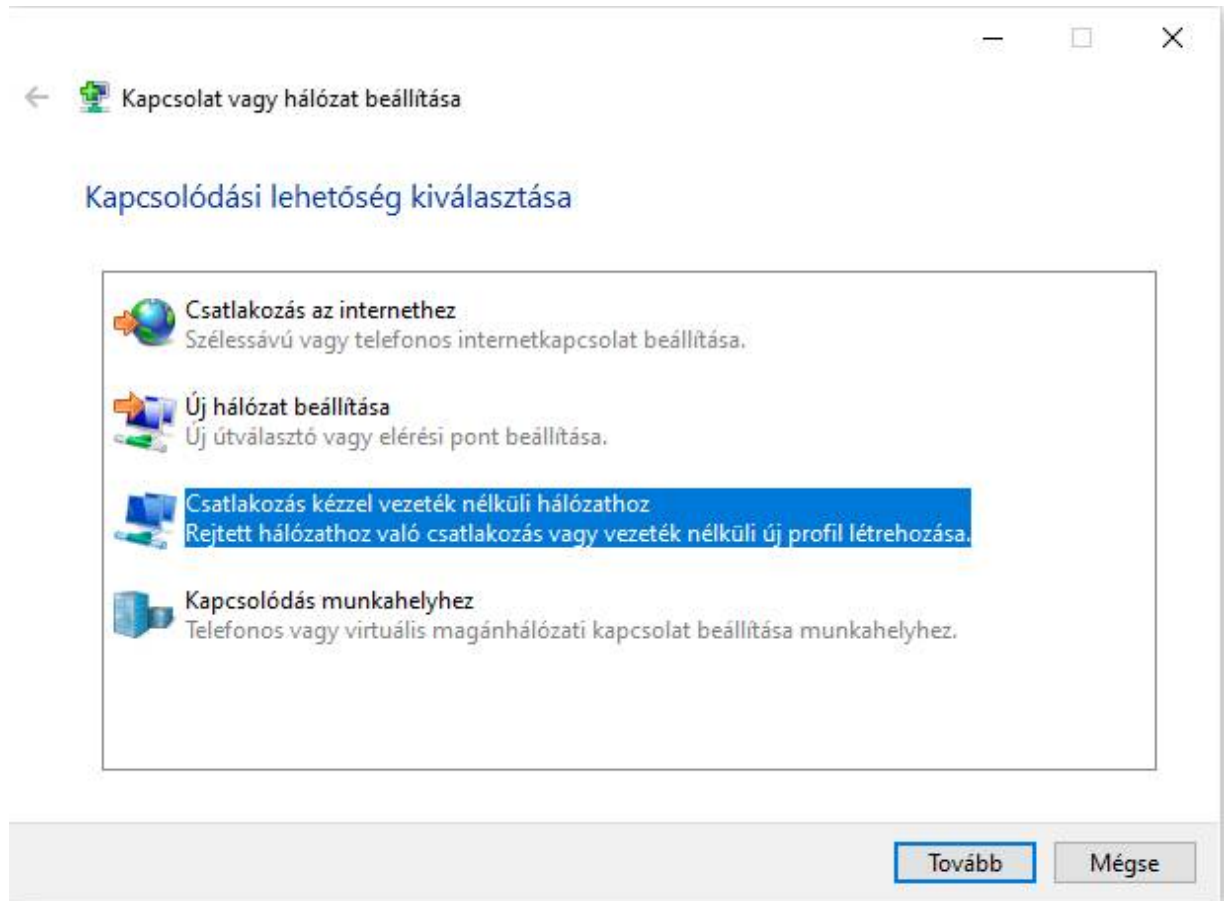 Kapcsolat vagy hálózat beállítása
Kapcsolódási lehetőség kiválasztása
Csatlakozás az internethez
Szélessávú vagy telefonos internetkapcsolat beállítása.
Új hálózat beállítása
Új útválasztó vagy elérési pont beállítása.
Csatlakozás kézzel vezeték nélküli hálózathoz
Rejtett hálózathoz való csatlakozás vagy vezeték nélküli új profil létrehozása.
Kapcsolódás munkahelyhez
Telefonos vagy virtuális magánhálózati kapcsolat beállítása munkahelyhez.
Tovább Mégse